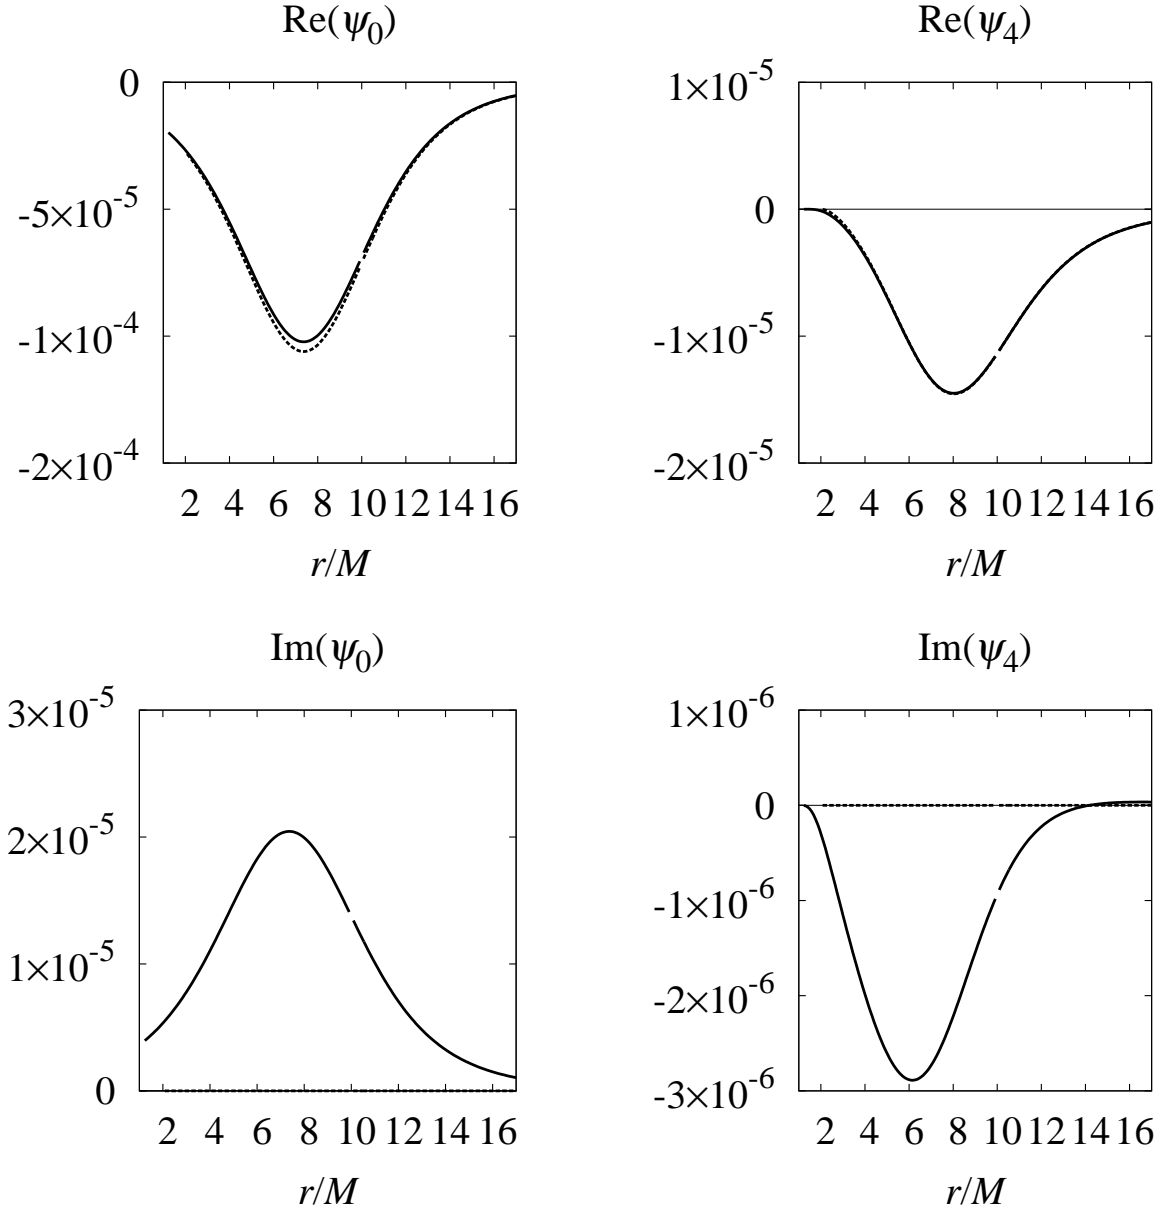 Re(ψ₀)
0
-5×10⁻⁵
-1×10⁻⁴
-2×10⁻⁴
2 4 6 8 10 12 14 16
r/M
Re(ψ₄)
1×10⁻⁵
0
-1×10⁻⁵
-2×10⁻⁵
2 4 6 8 10 12 14 16
r/M
Im(ψ₀)
3×10⁻⁵
2×10⁻⁵
1×10⁻⁵
0
2 4 6 8 10 12 14 16
r/M
Im(ψ₄)
1×10⁻⁶
0
-1×10⁻⁶
-2×10⁻⁶
-3×10⁻⁶
2 4 6 8 10 12 14 16
r/M